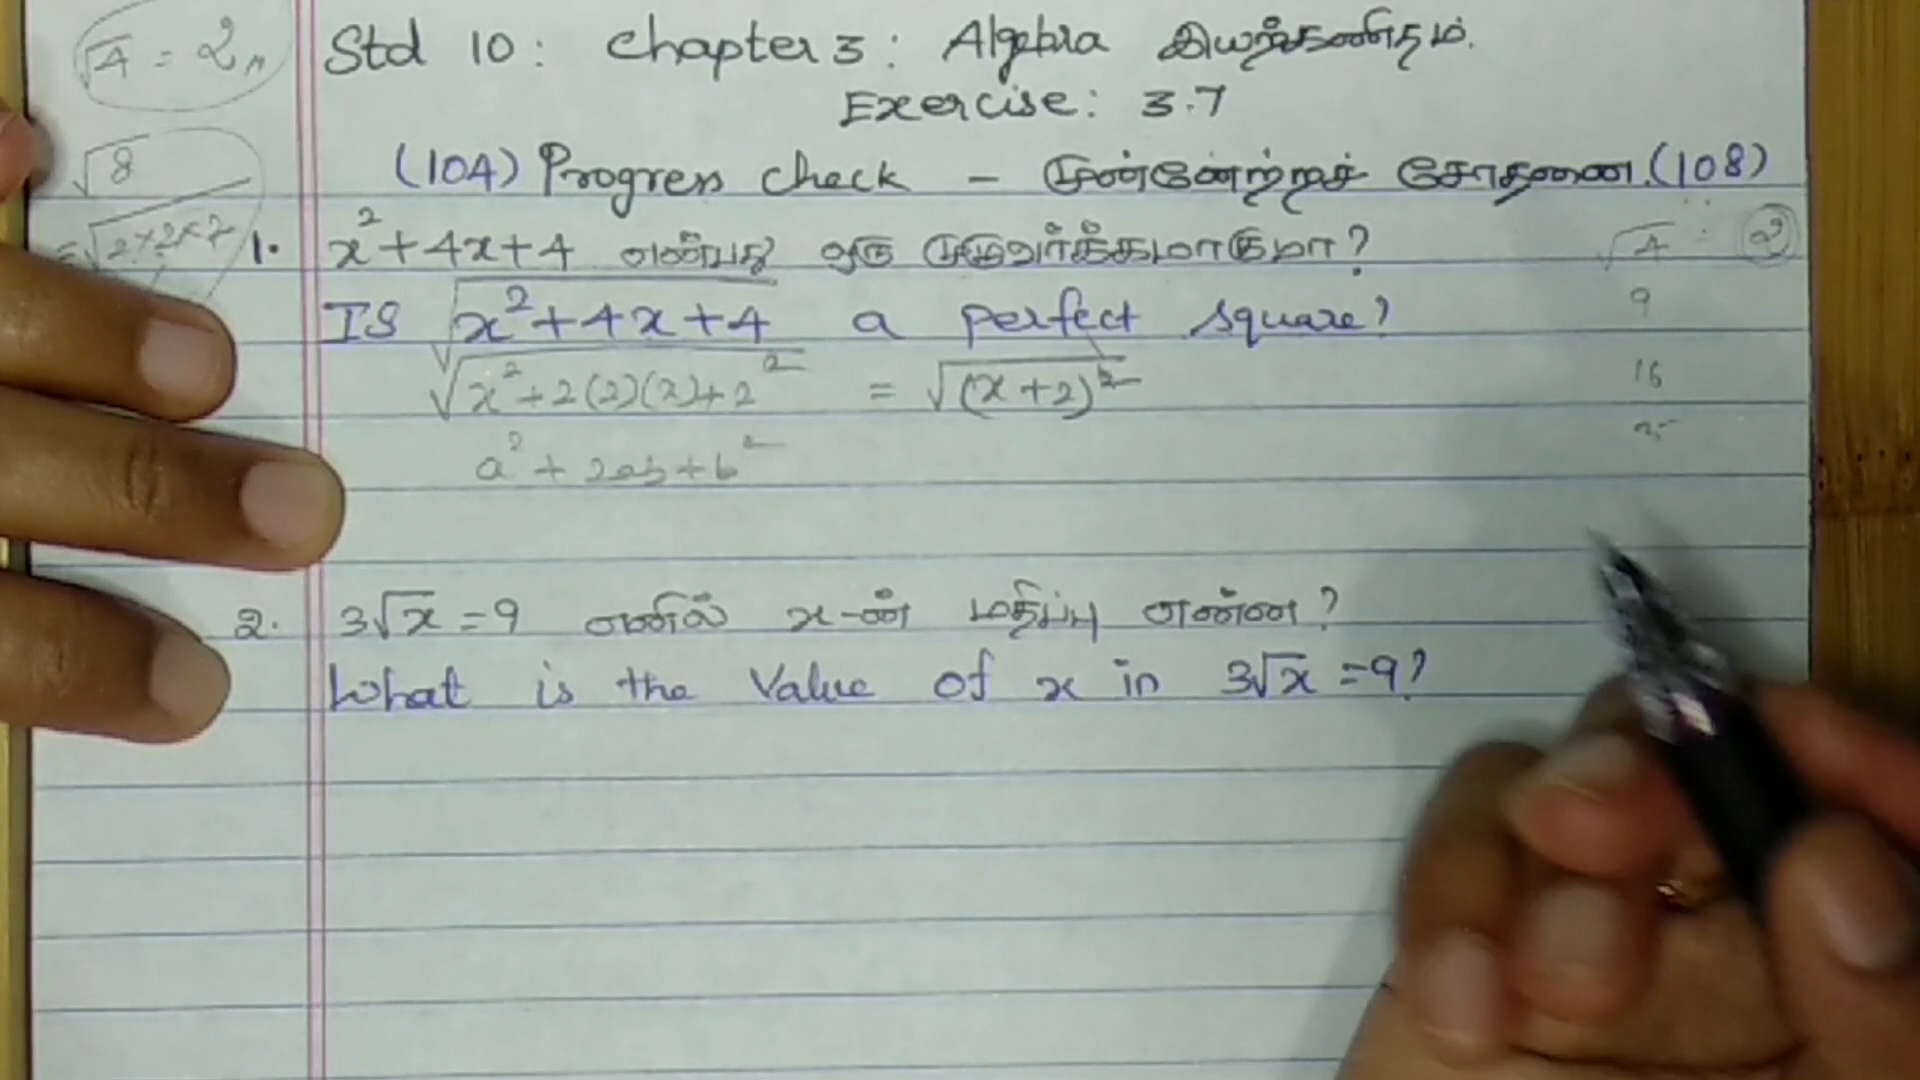 √4 = 2
Std 10: Chapter 3: Algebra இயற்கணிதம்.
Exercise: 3.7
√8
(104) Progress check - முன்னேற்றச் சோதனை.(108)
= √2×2×2
1. x²+4x+4 என்பது ஒரு முழுவர்க்கமாகுமா?
√4 2
Is √x²+4x+4 a perfect square?
9
√x²+2(2)(x)+2² = √(x+2)²
16
a²+2ab+b²
2. 3√x=9 எனில் x-ன் மதிப்பு என்ன?
What is the Value of x in 3√x=9?